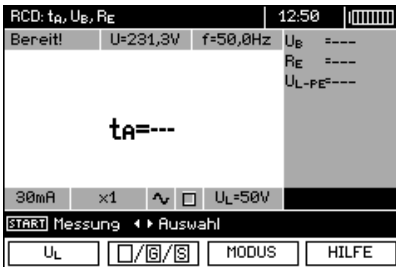 RCD: tA, UB, RE 12:50
Bereit! U=231,3V f=50,0Hz
UB =---
RE =---
UL-PE=---
tA=---
30mA x1 UL=50V
START Messung Auswahl
UL /G/S MODUS HILFE